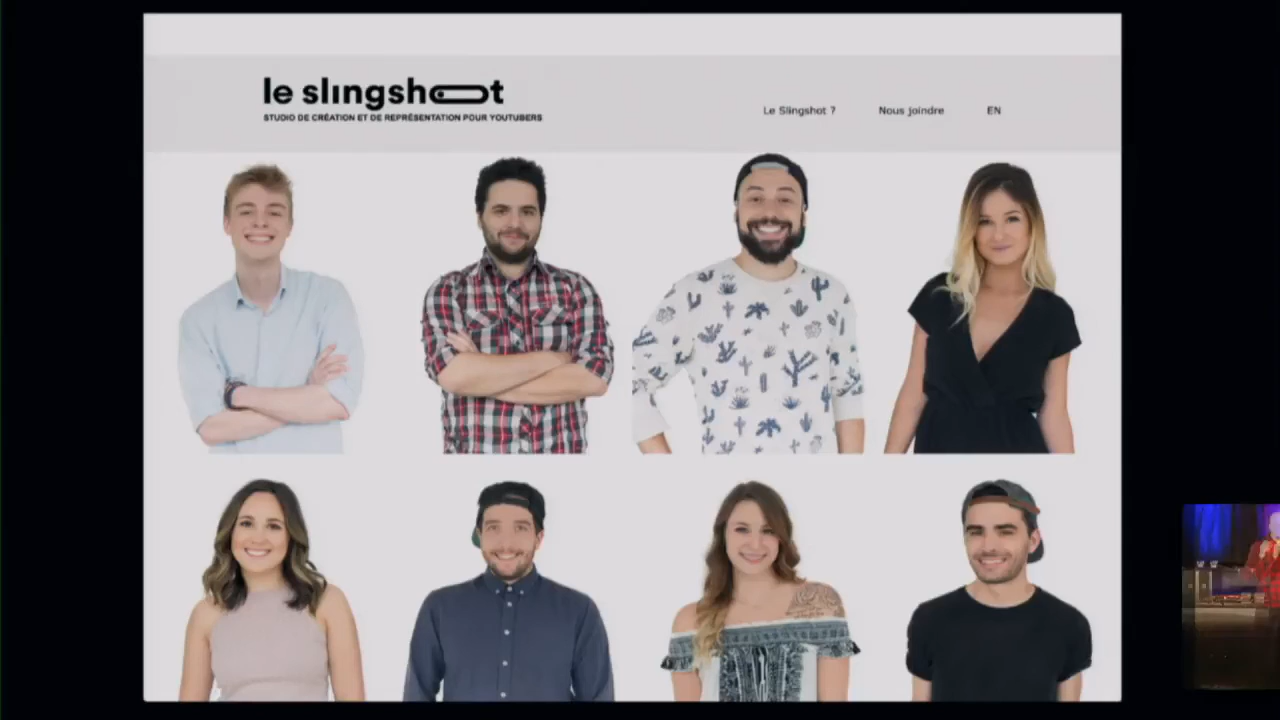 le slingshot
STUDIO DE CRÉATION ET DE REPRÉSENTATION POUR YOUTUBERS
Le Slingshot ?
Nous joindre
EN